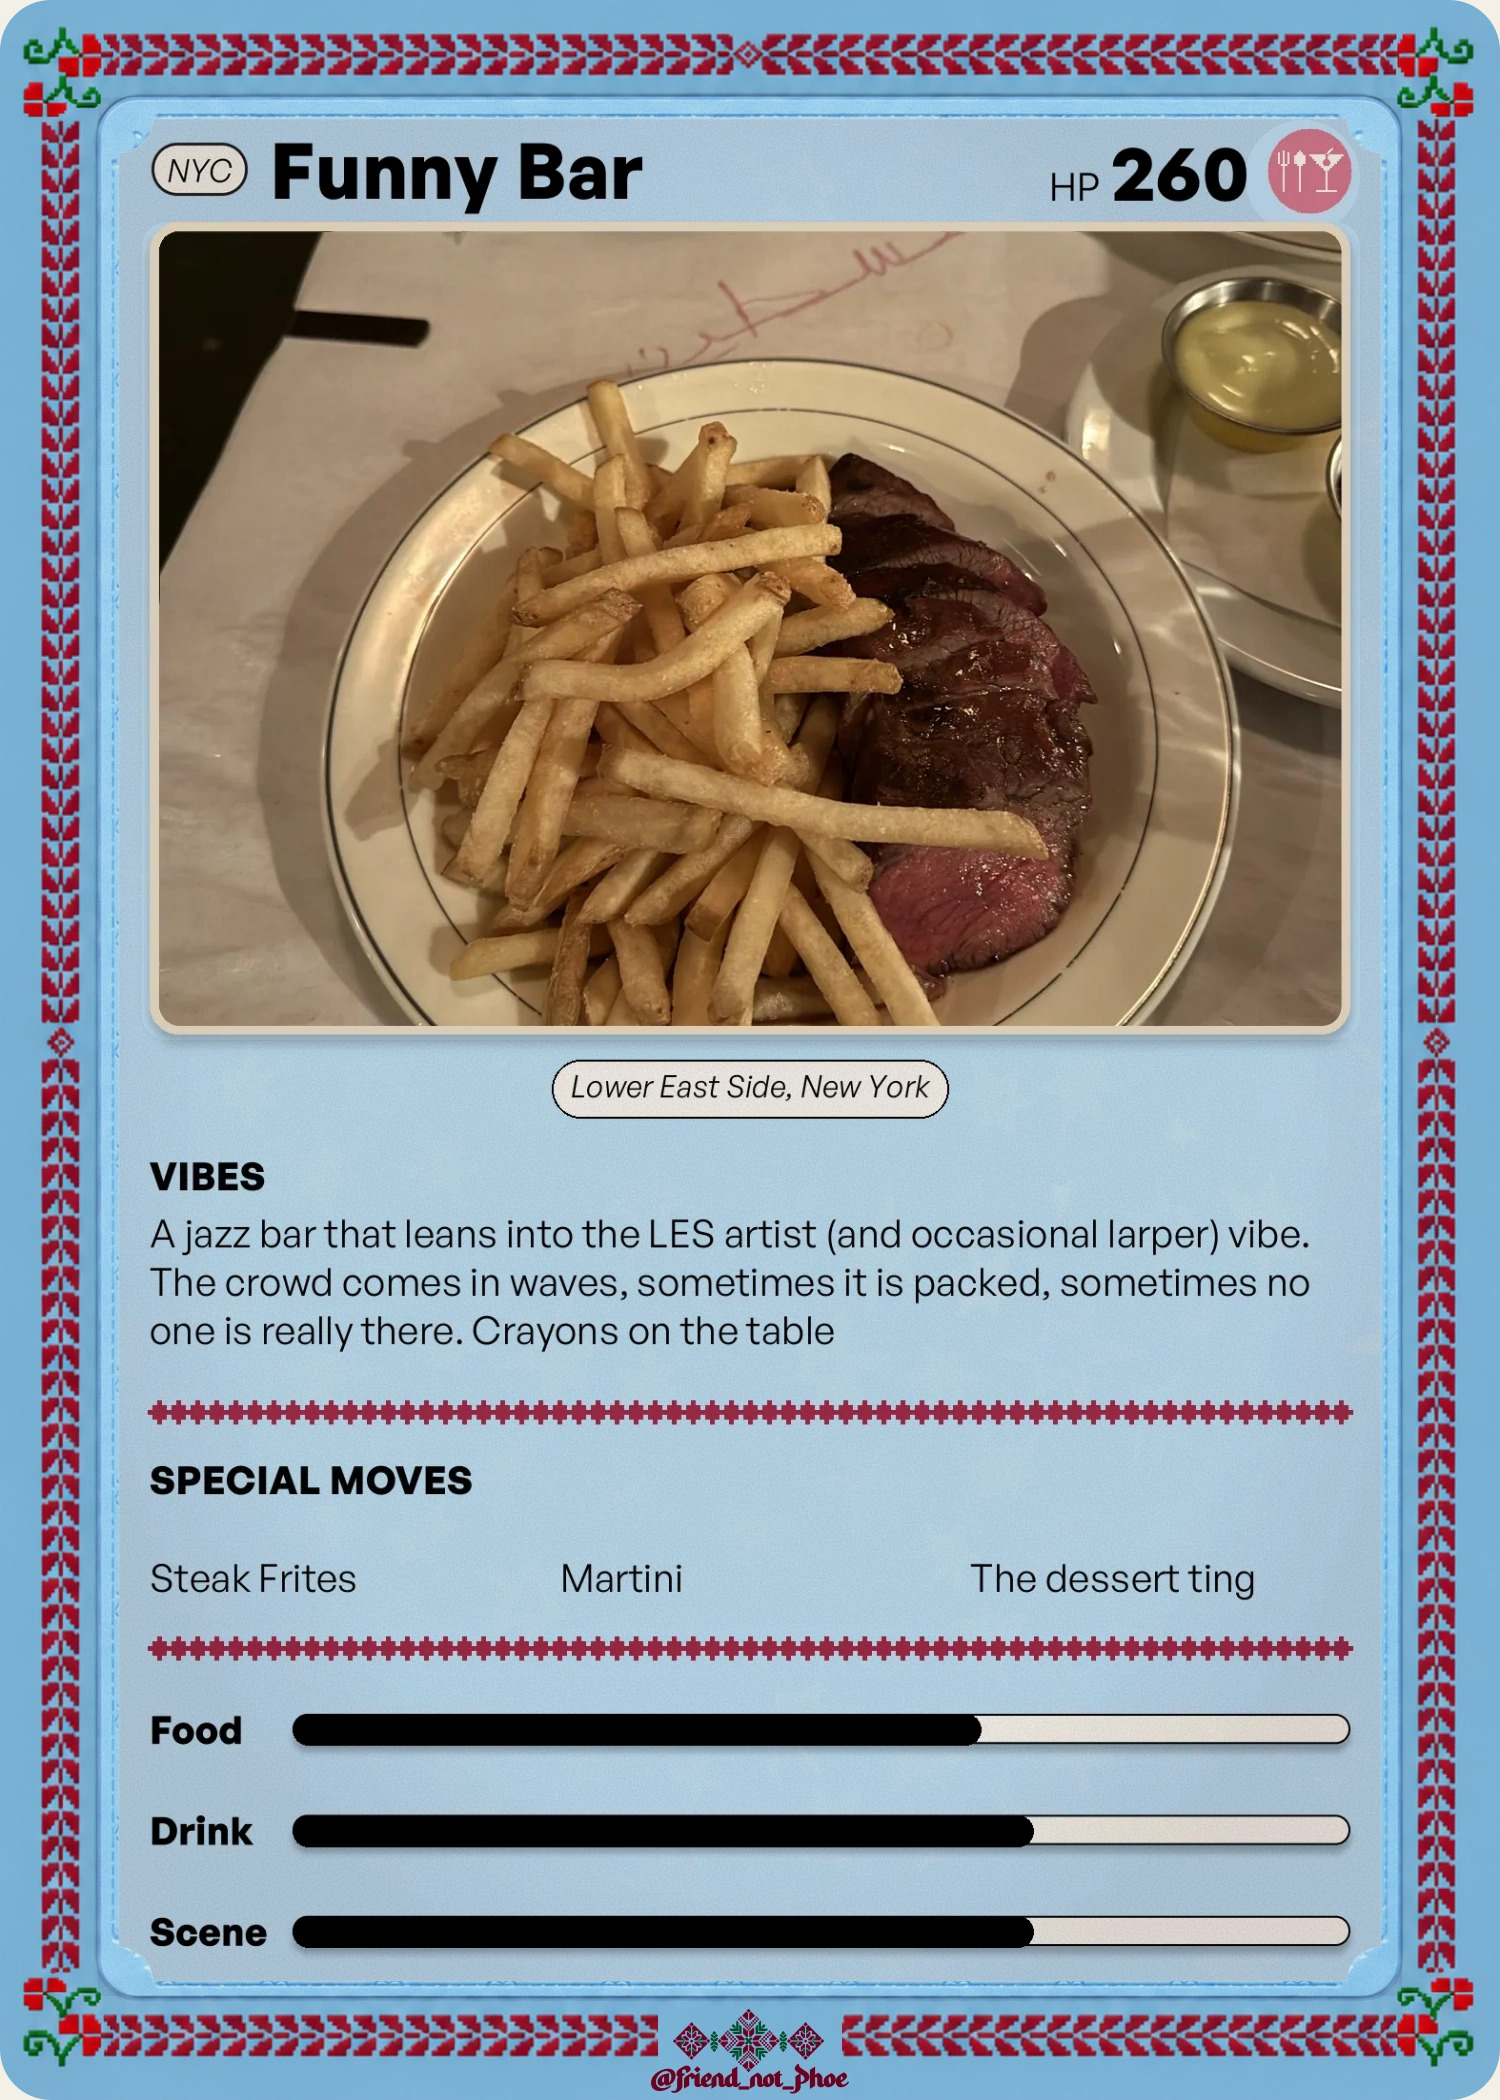 NYC Funny Bar HP 260
Lower East Side, New York
VIBES
A jazz bar that leans into the LES artist (and occasional larper) vibe.
The crowd comes in waves, sometimes it is packed, sometimes no
one is really there. Crayons on the table
SPECIAL MOVES
Steak Frites Martini The dessert ting
Food
Drink
Scene
@friend_not_Phoe